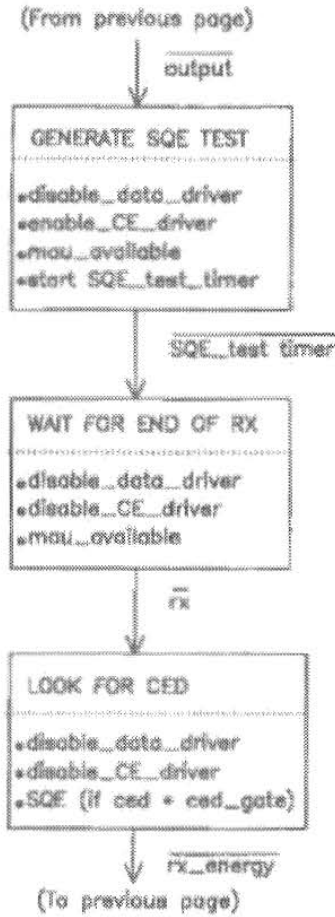 (From previous page)
output
GENERATE SQE TEST
•disable_data_driver
•enable_CE_driver
•mau_available
•start SQE_test_timer
SQE_test timer
WAIT FOR END OF RX
•disable_data_driver
•disable_CE_driver
•mau_available
rx
LOOK FOR CED
•disable_data_driver
•disable_CE_driver
•SQE (if ced * ced_gate)
rx_energy
(To previous page)